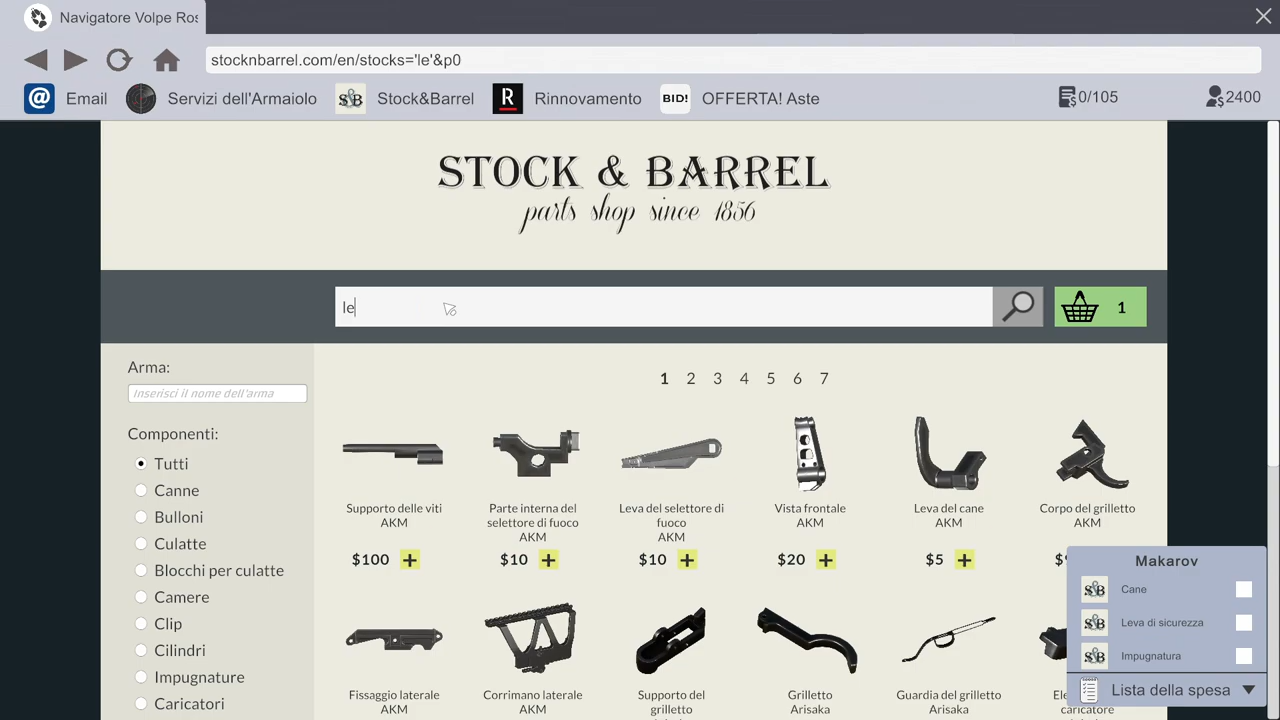 Navigatore Volpe Ros
stocknbarrel.com/en/stocks='le'&p0
@ Email
Servizi dell'Armaiolo
S&B Stock&Barrel
R Rinnovamento
BID! OFFERTA! Aste
0/105
2400
STOCK & BARREL
parts shop since 1856
le
1
Arma:
Inserisci il nome dell'arma
Componenti:
Tutti
Canne
Bulloni
Culatte
Blocchi per culatte
Camere
Clip
Cilindri
Impugnature
Caricatori
1 2 3 4 5 6 7
Supporto delle viti
AKM
$100 +
Parte interna del
selettore di fuoco
AKM
$10 +
Leva del selettore di
fuoco
AKM
$10 +
Vista frontale
AKM
$20 +
Leva del cane
AKM
$5 +
Corpo del grilletto
AKM
Fissaggio laterale
AKM
Corrimano laterale
AKM
Supporto del
grilletto
Grilletto
Arisaka
Guardia del grilletto
Arisaka
Makarov
S&B Cane
S&B Leva di sicurezza
S&B Impugnatura
Lista della spesa